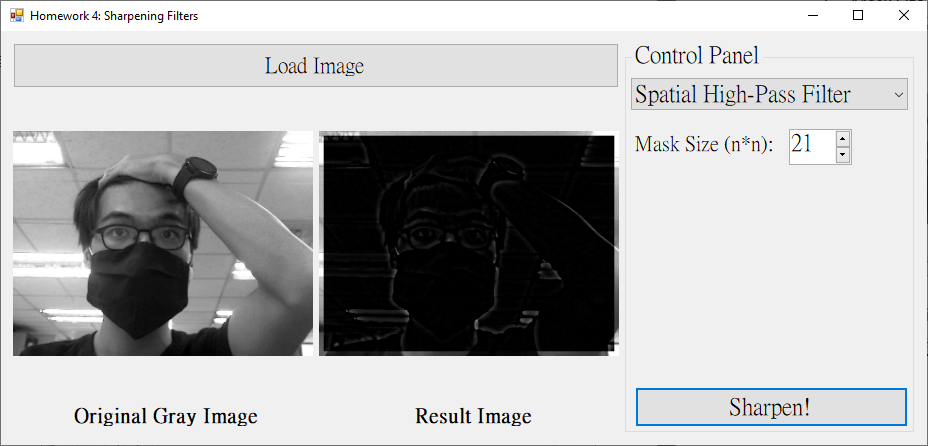 Homework 4: Sharpening Filters
Load Image
Control Panel
Spatial High-Pass Filter
Mask Size (n*n): 21
Original Gray Image
Result Image
Sharpen!